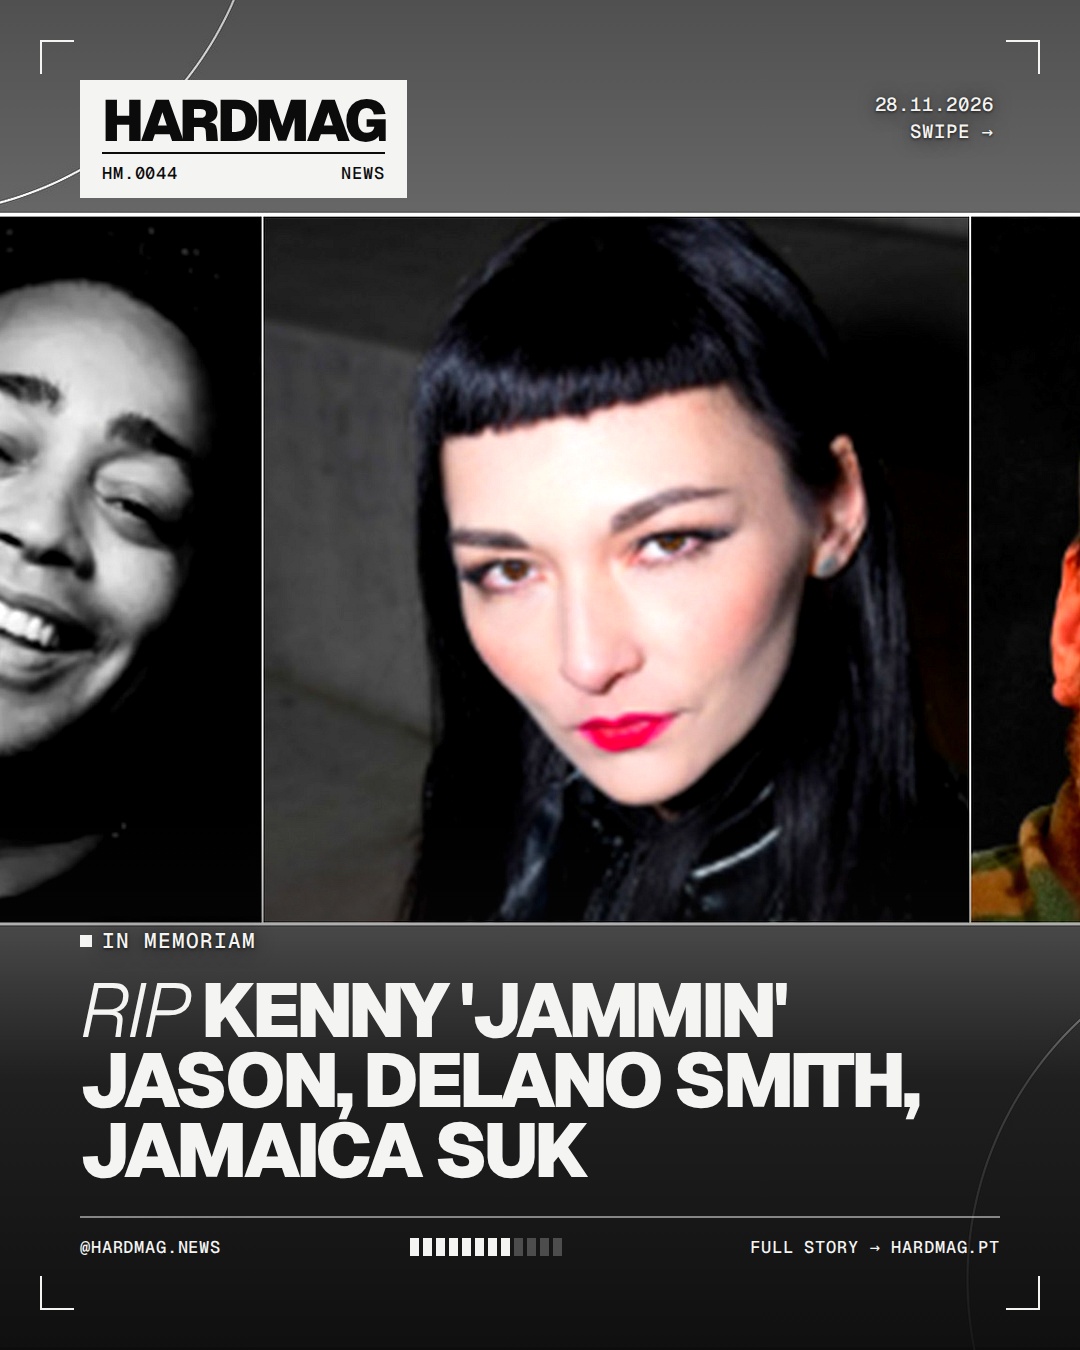 HARDMAG
HM.0044 NEWS
28.11.2026
SWIPE →
IN MEMORIAM
RIP KENNY 'JAMMIN'
JASON, DELANO SMITH,
JAMAICA SUK
@HARDMAG.NEWS
FULL STORY → HARDMAG.PT